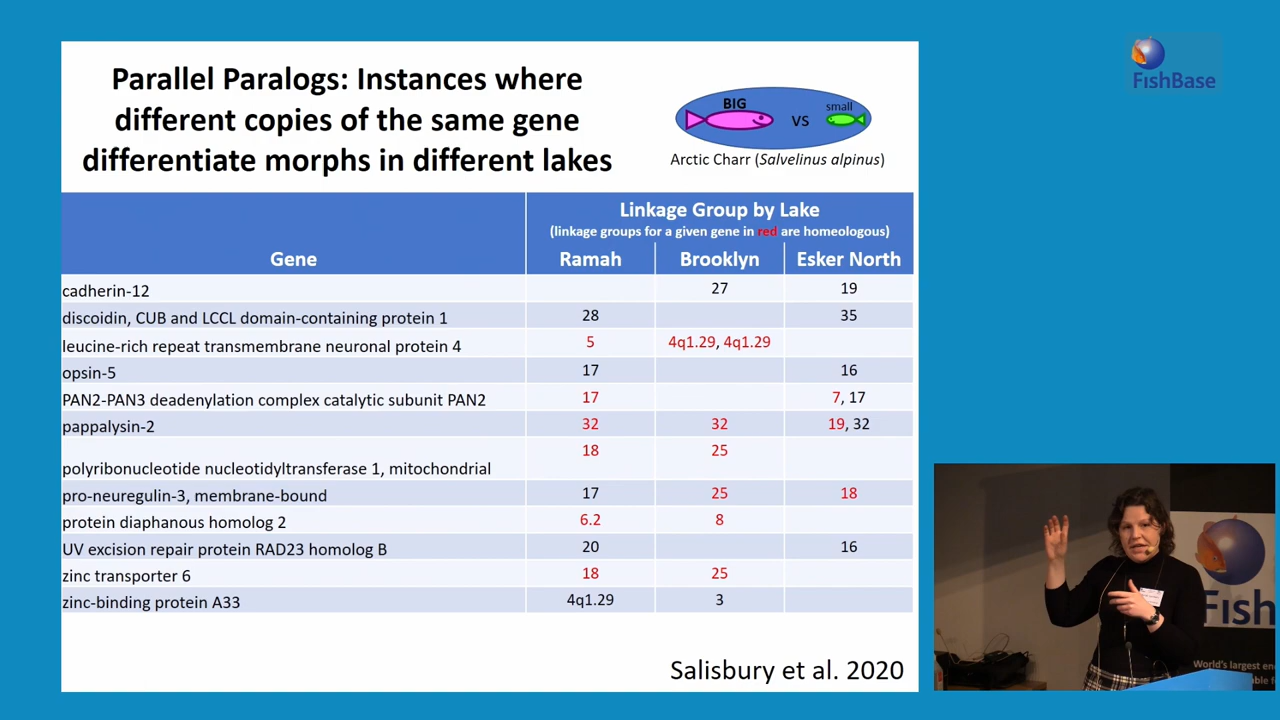 Parallel Paralogs: Instances where
different copies of the same gene
differentiate morphs in different lakes
BIG
vs
small
Arctic Charr (Salvelinus alpinus)
FishBase
Linkage Group by Lake
(linkage groups for a given gene in red are homeologous)
Gene Ramah Brooklyn Esker North
cadherin-12 27 19
discoidin, CUB and LCCL domain-containing protein 1 28 35
leucine-rich repeat transmembrane neuronal protein 4 5 4q1.29, 4q1.29
opsin-5 17 16
PAN2-PAN3 deadenylation complex catalytic subunit PAN2 17 7, 17
pappalysin-2 32 32 19, 32
polyribonucleotide nucleotidyltransferase 1, mitochondrial 18 25
pro-neuregulin-3, membrane-bound 17 25 18
protein diaphanous homolog 2 6.2 8
UV excision repair protein RAD23 homolog B 20 16
zinc transporter 6 18 25
zinc-binding protein A33 4q1.29 3
Salisbury et al. 2020
Fish
World's largest